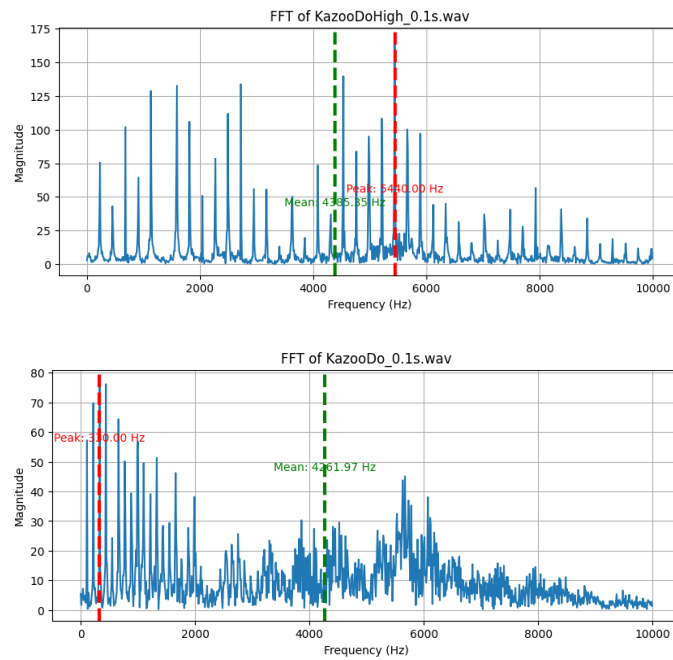 FFT of KazooDoHigh_0.1s.wav
175
150
125
100
75
50
25
0
Magnitude
Peak: 5440.00 Hz
Mean: 4385.35 Hz
0
2000
4000
6000
8000
10000
Frequency (Hz)
FFT of KazooDo_0.1s.wav
80
70
60
50
40
30
20
10
0
Magnitude
Peak: 330.00 Hz
Mean: 4261.97 Hz
0
2000
4000
6000
8000
10000
Frequency (Hz)